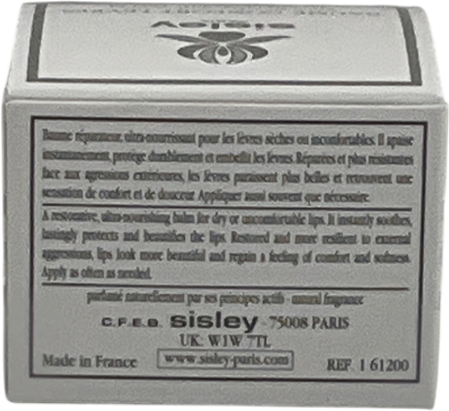 sisley
Baume réparateur, ultra-nourrissant pour les lèvres sèches ou inconfortables. Il apaise
instantanément, protège durablement et embellit les lèvres. Réparées et plus résistantes
face aux agressions extérieures, les lèvres paraissent plus belles et retrouvent une
sensation de confort et de douceur. Appliquer aussi souvent que nécessaire.
A restorative, ultra-nourishing balm for dry or uncomfortable lips. It instantly soothes,
lastingly protects and beautifies the lips. Restored and more resilient to external
aggressions, lips look more beautiful and regain a feeling of comfort and softness.
Apply as often as needed.
parfumé naturellement par ses principes actifs - natural fragrance
C.F.E.B. sisley - 75008 PARIS
UK: W1W 7TL
Made in France www.sisley-paris.com REF. 1 61200